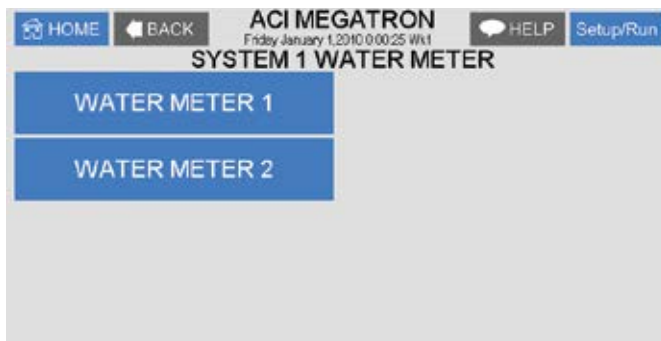 HOME BACK ACI MEGATRON HELP Setup/Run
Friday January 1,2010 0:00:25 Wk1
SYSTEM 1 WATER METER
WATER METER 1
WATER METER 2